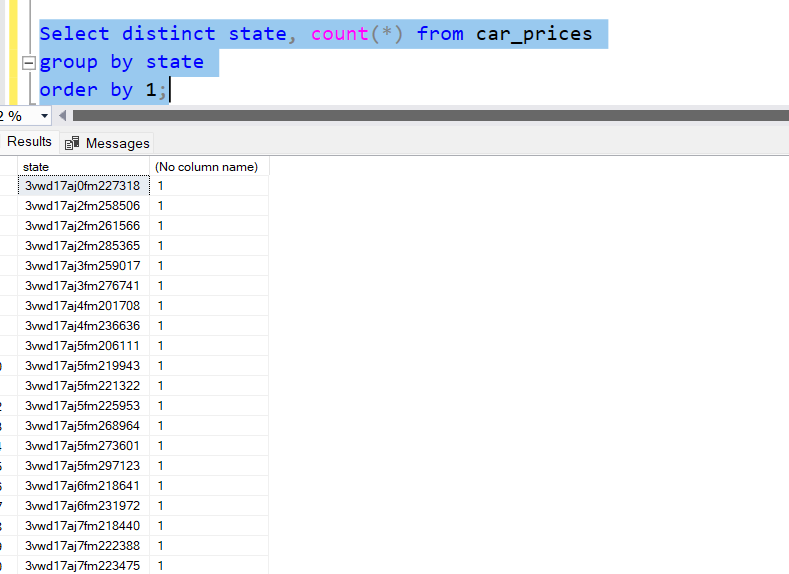 Select distinct state, count(*) from car_prices
group by state
order by 1;
2 %
Results Messages
state (No column name)
3vwd17aj0fm227318 1
3vwd17aj2fm258506 1
3vwd17aj2fm261566 1
3vwd17aj2fm285365 1
3vwd17aj3fm259017 1
3vwd17aj3fm276741 1
3vwd17aj4fm201708 1
3vwd17aj4fm236636 1
3vwd17aj5fm206111 1
3vwd17aj5fm219943 1
3vwd17aj5fm221322 1
3vwd17aj5fm225953 1
3vwd17aj5fm268964 1
3vwd17aj5fm273601 1
3vwd17aj5fm297123 1
3vwd17aj6fm218641 1
3vwd17aj6fm231972 1
3vwd17aj7fm218440 1
3vwd17aj7fm222388 1
3vwd17aj7fm223475 1